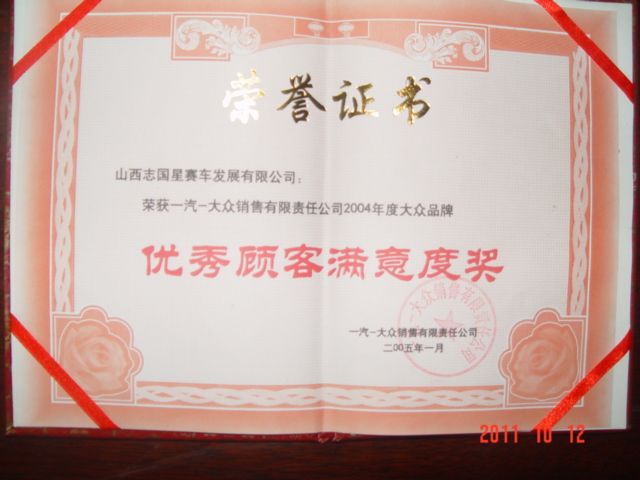 荣誉证书
山西志国星赛车发展有限公司：
荣获一汽-大众销售有限责任公司2004年度大众品牌
优秀顾客满意度奖
一汽-大众销售有限责任公司
二00五年一月
2011 10 12